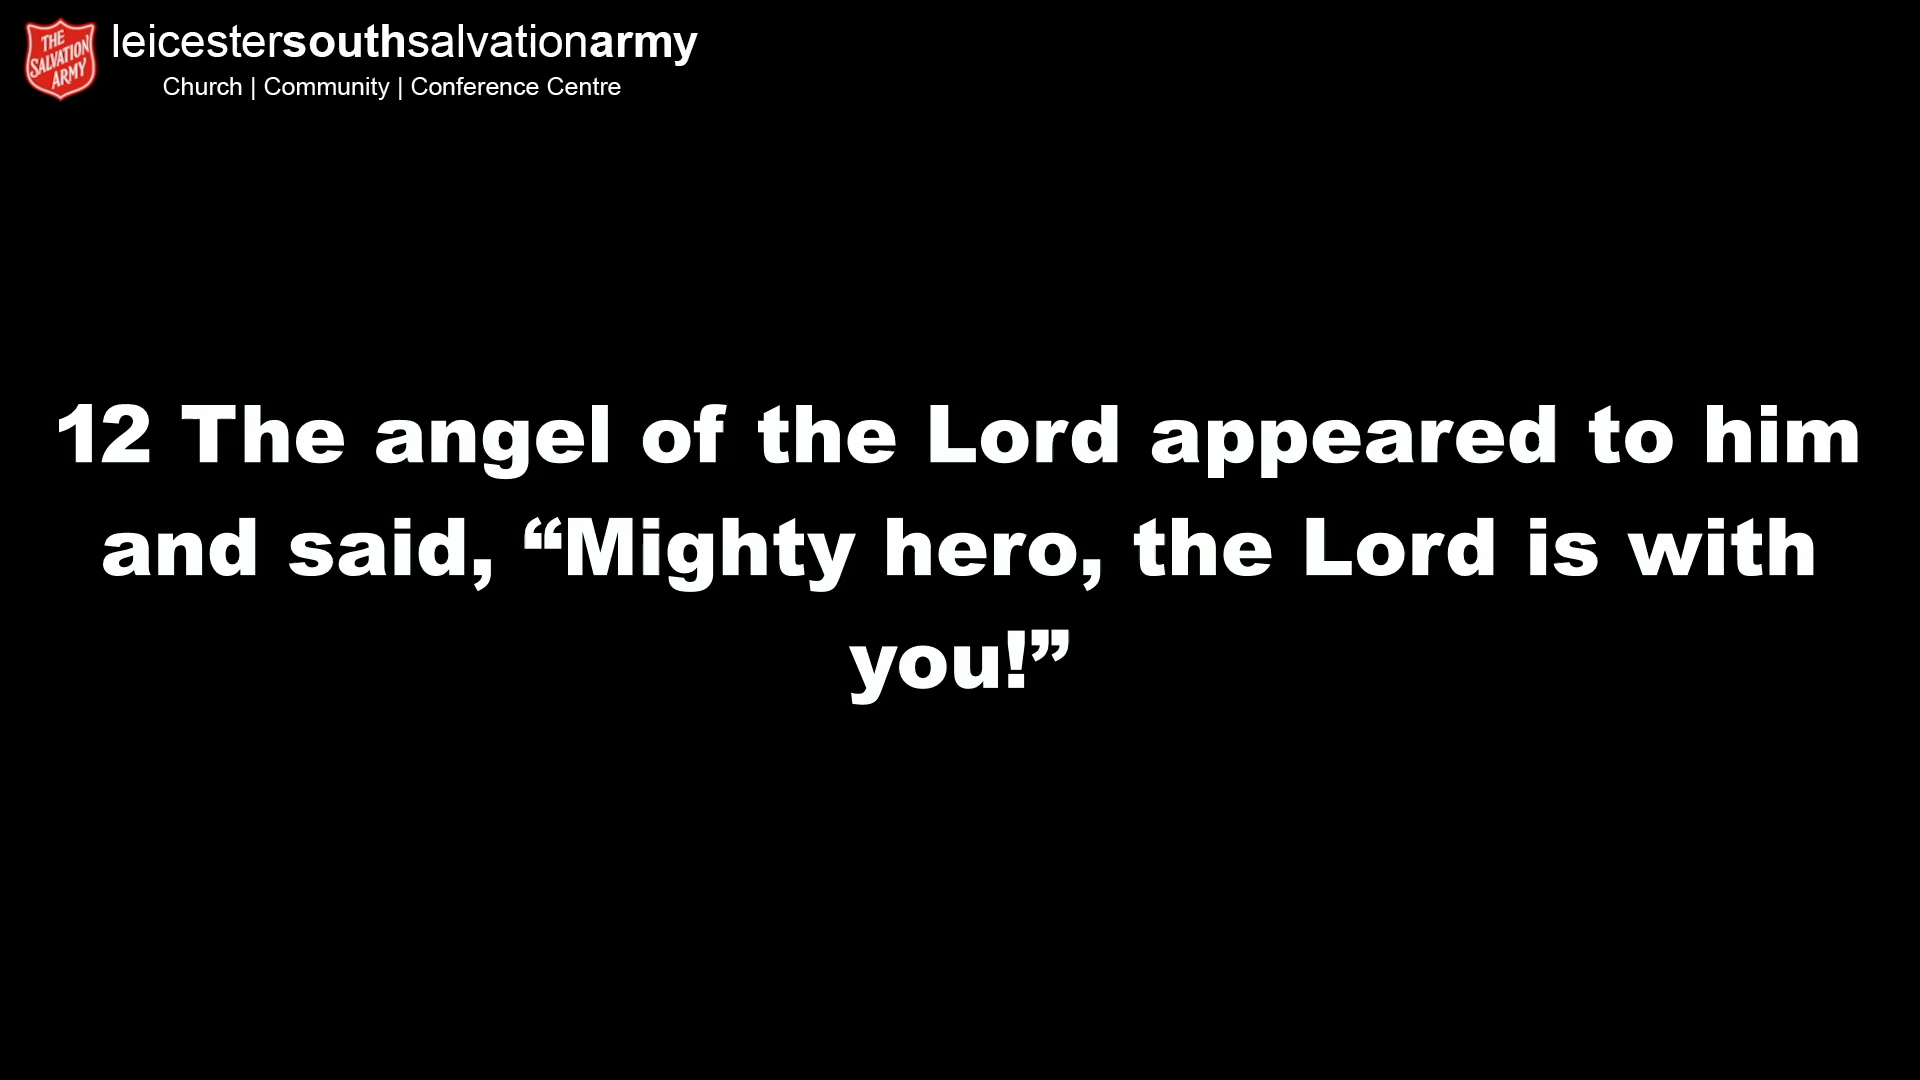 THE
SALVATION
ARMY
leicestersouthsalvationarmy
Church | Community | Conference Centre
12 The angel of the Lord appeared to him
and said, “Mighty hero, the Lord is with
you!”